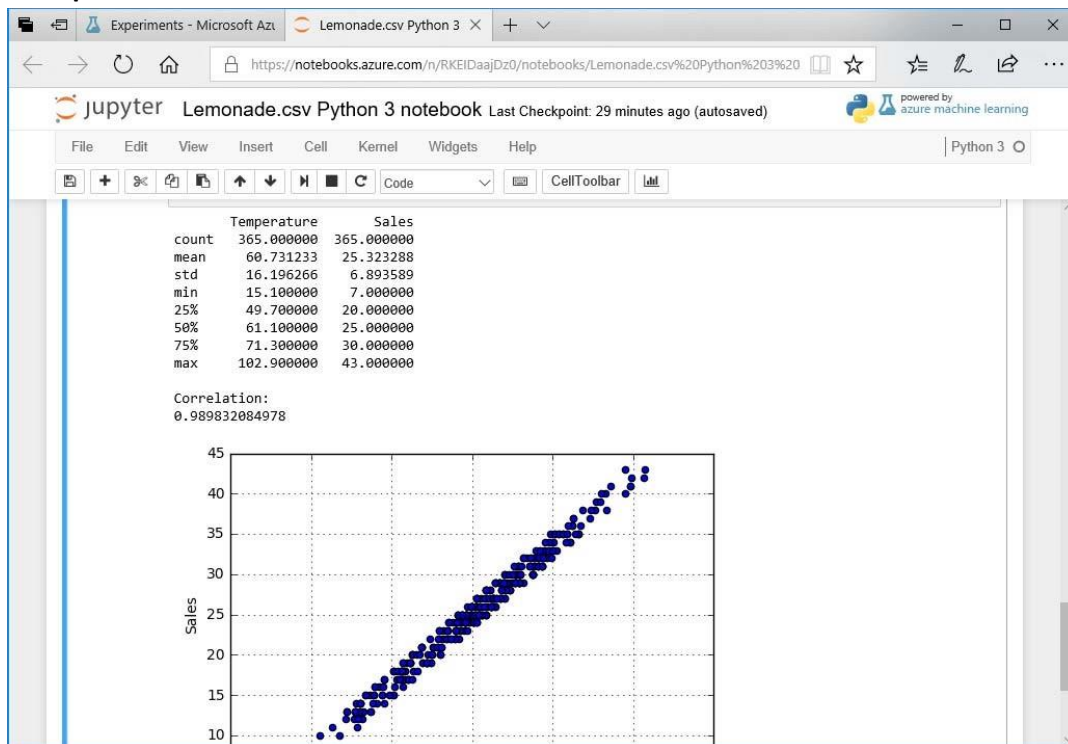 Experiments - Microsoft Azu
Lemonade.csv Python 3
https://notebooks.azure.com/n/RKEIDaajDz0/notebooks/Lemonade.csv%20Python%203%20
jupyter Lemonade.csv Python 3 notebook Last Checkpoint: 29 minutes ago (autosaved)
powered by
azure machine learning
File Edit View Insert Cell Kernel Widgets Help
Python 3
Code
CellToolbar
Temperature Sales
count 365.000000 365.000000
mean 60.731233 25.323288
std 16.196266 6.893589
min 15.100000 7.000000
25% 49.700000 20.000000
50% 61.100000 25.000000
75% 71.300000 30.000000
max 102.900000 43.000000
Correlation:
0.989832084978
45
40
35
30
25
20
15
10
Sales